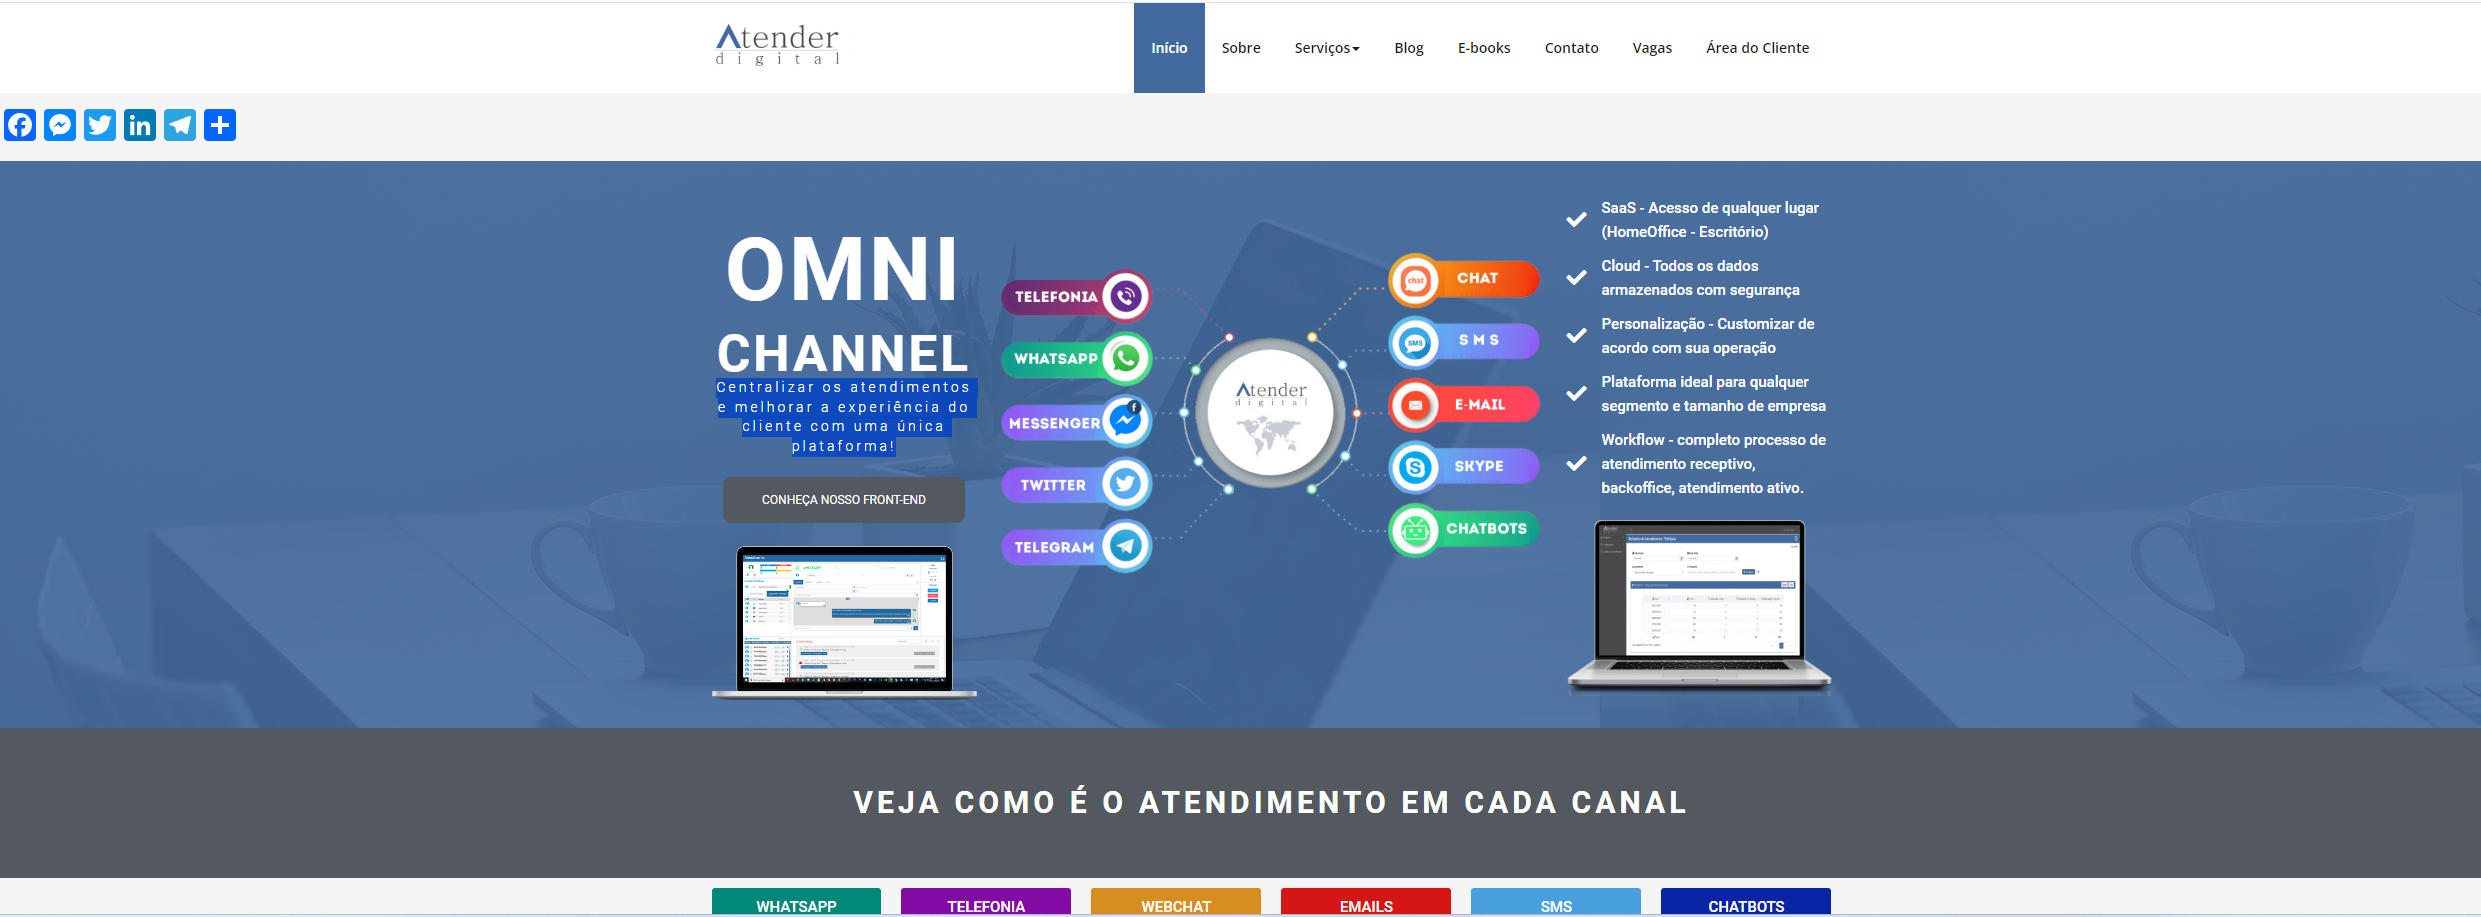 Atender
digital
Início Sobre Serviços Blog E-books Contato Vagas Área do Cliente
OMNI
CHANNEL
Centralizar os atendimentos
e melhorar a experiência do
cliente com uma única
plataforma!
CONHEÇA NOSSO FRONT-END
TELEFONIA
WHATSAPP
MESSENGER
TWITTER
TELEGRAM
Atender
digital
chat CHAT
SMS SMS
E-MAIL
SKYPE
CHATBOTS
SaaS - Acesso de qualquer lugar
(HomeOffice - Escritório)
Cloud - Todos os dados
armazenados com segurança
Personalização - Customizar de
acordo com sua operação
Plataforma ideal para qualquer
segmento e tamanho de empresa
Workflow - completo processo de
atendimento receptivo,
backoffice, atendimento ativo.
VEJA COMO É O ATENDIMENTO EM CADA CANAL
WHATSAPP TELEFONIA WEBCHAT EMAILS SMS CHATBOTS